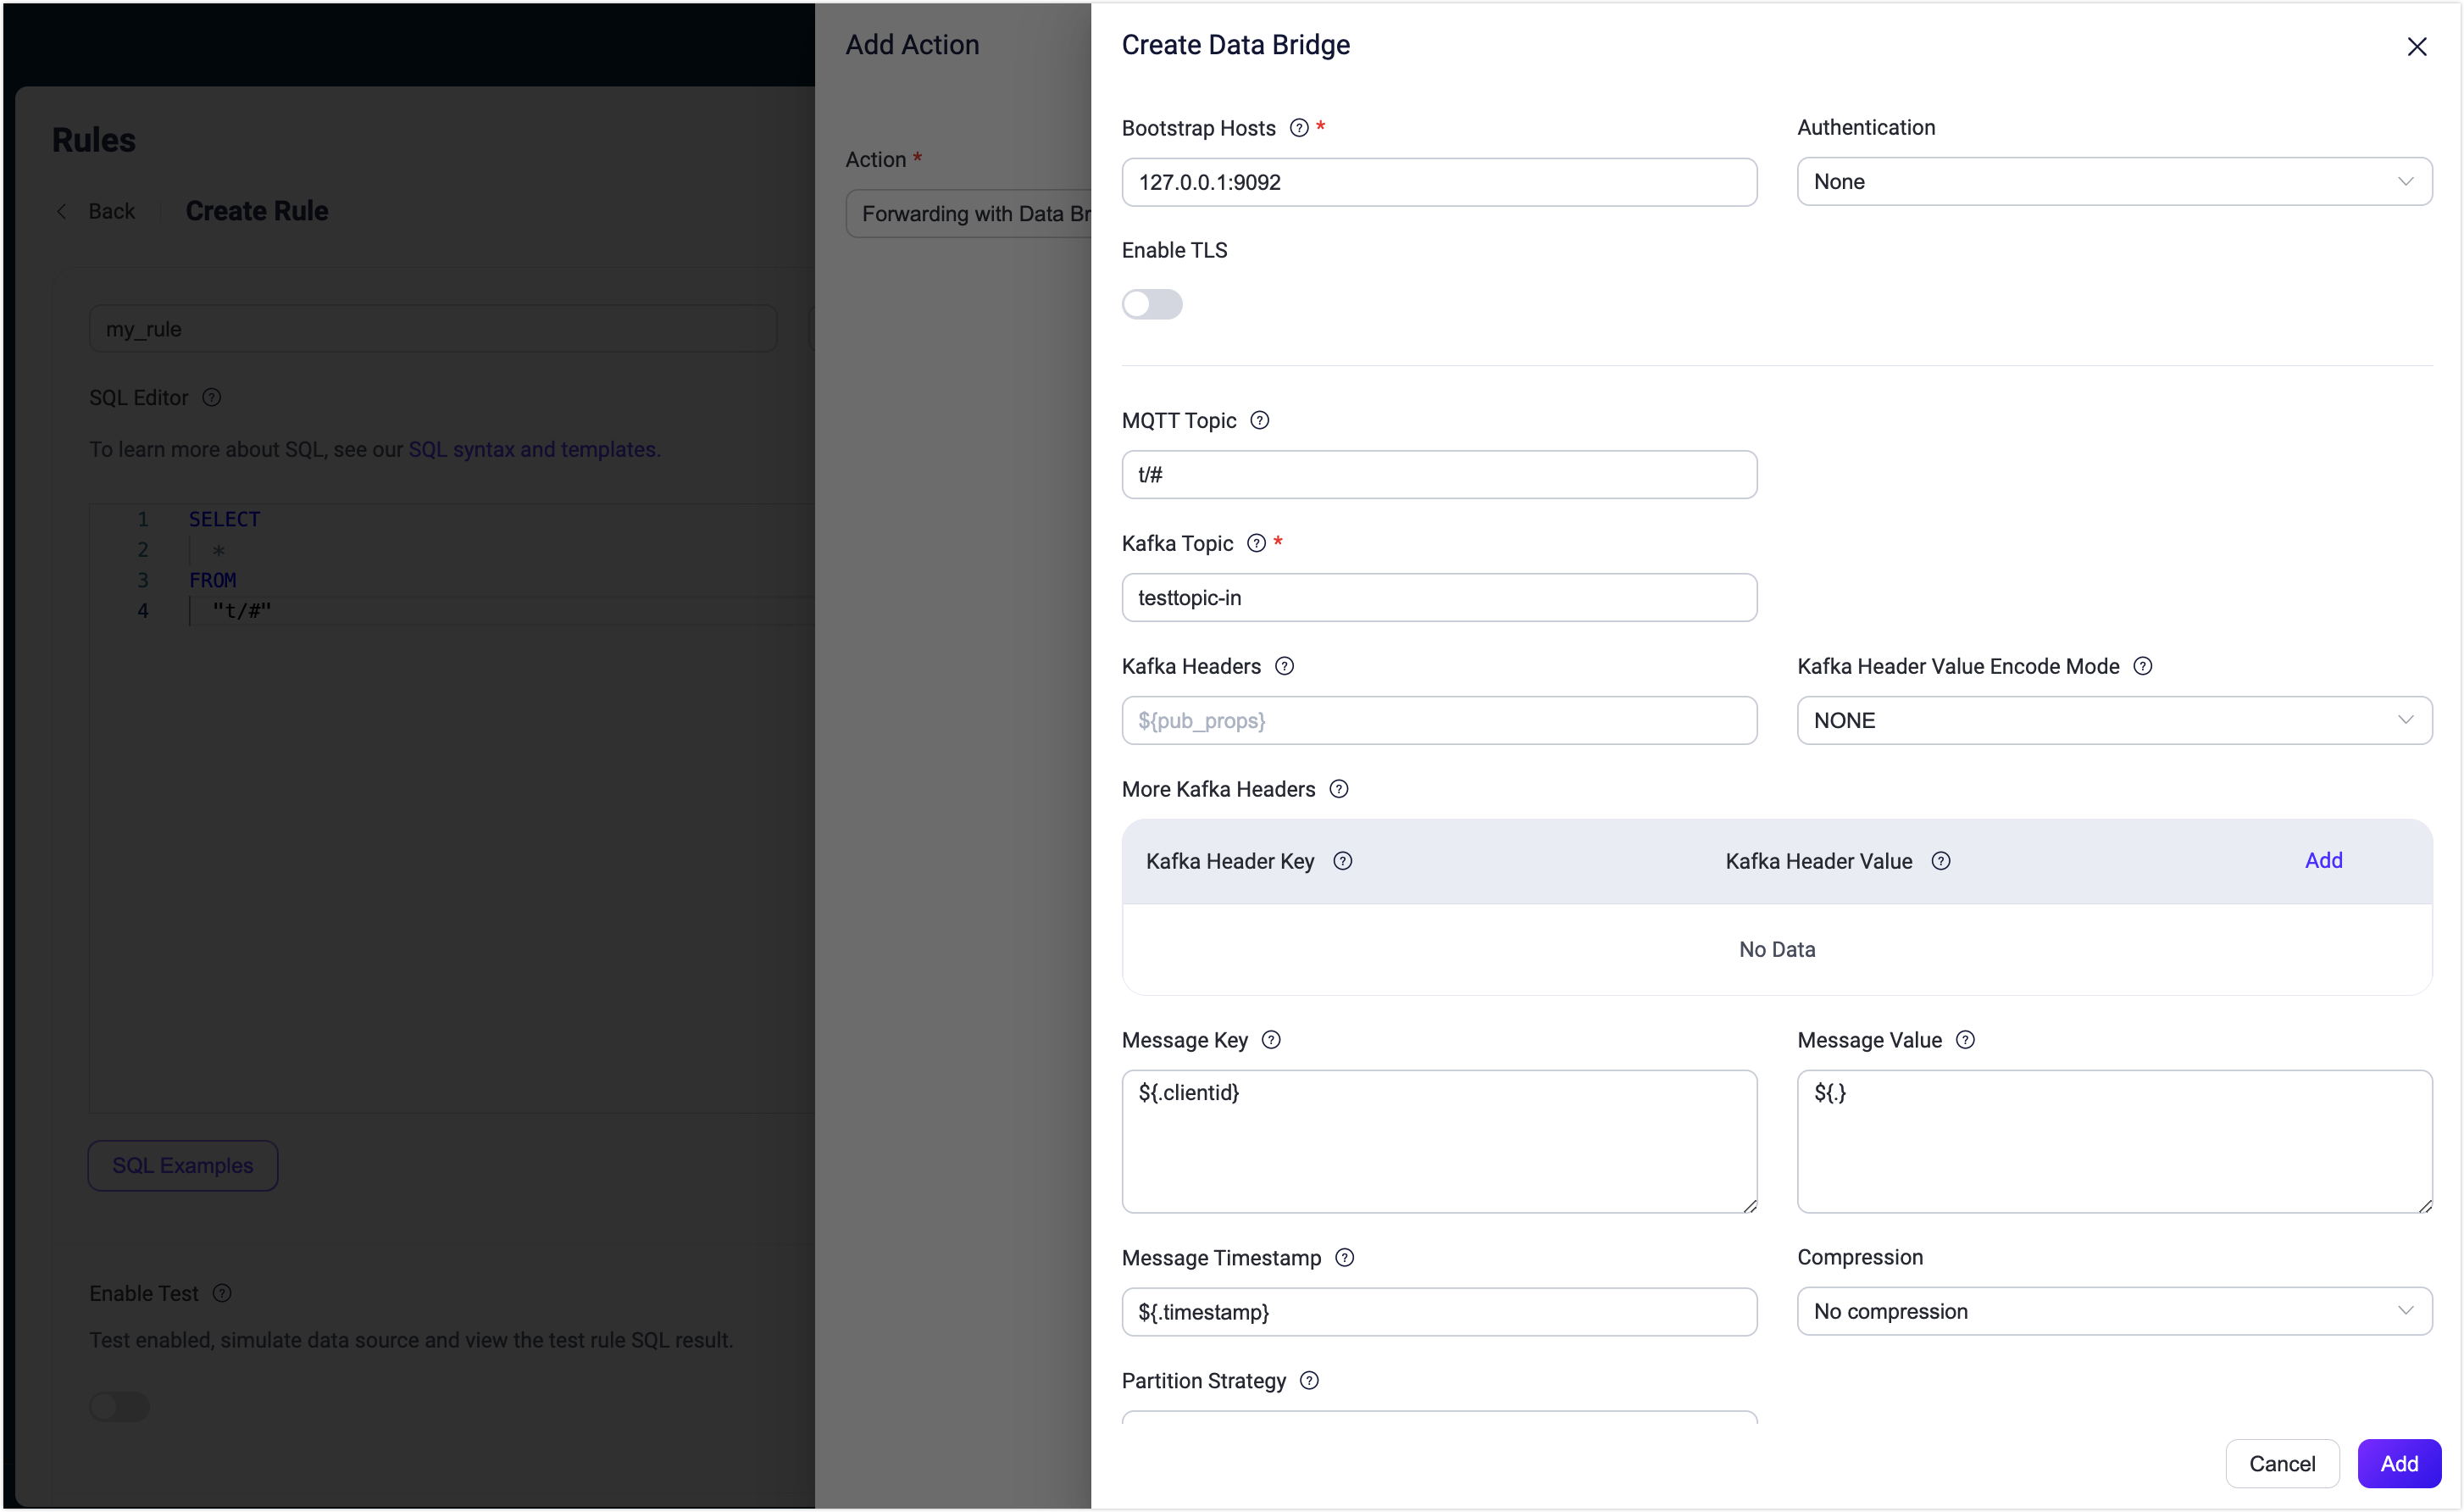 Rules
Back
Create Rule
my_rule
SQL Editor
To learn more about SQL, see our SQL syntax and templates.
1 SELECT
2 *
3 FROM
4 "t/#"
SQL Examples
Enable Test
Test enabled, simulate data source and view the test rule SQL result.
Add Action
Action *
Forwarding with Data Br
Create Data Bridge
Bootstrap Hosts *
127.0.0.1:9092
Authentication
None
Enable TLS
MQTT Topic
t/#
Kafka Topic *
testtopic-in
Kafka Headers
${pub_props}
Kafka Header Value Encode Mode
NONE
More Kafka Headers
Kafka Header Key
Kafka Header Value
Add
No Data
Message Key
${.clientid}
Message Value
${.}
Message Timestamp
${.timestamp}
Compression
No compression
Partition Strategy
Cancel
Add